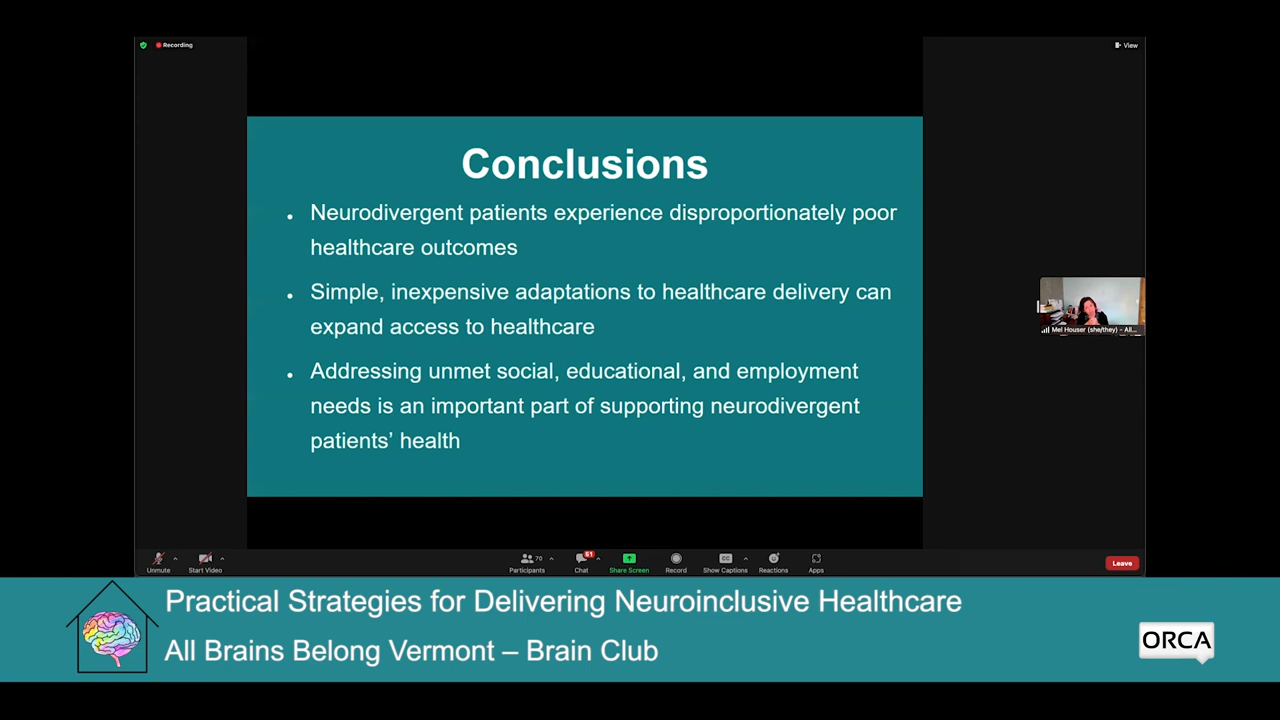 Recording
View
Conclusions
• Neurodivergent patients experience disproportionately poor
healthcare outcomes
• Simple, inexpensive adaptations to healthcare delivery can
expand access to healthcare
• Addressing unmet social, educational, and employment
needs is an important part of supporting neurodivergent
patients’ health
Mel Houser (she/they) - All...
70
51
Unmute
Start Video
Participants
Chat
Share Screen
Record
CC
Show Captions
Reactions
Apps
Leave
Practical Strategies for Delivering Neuroinclusive Healthcare
All Brains Belong Vermont – Brain Club
ORCA